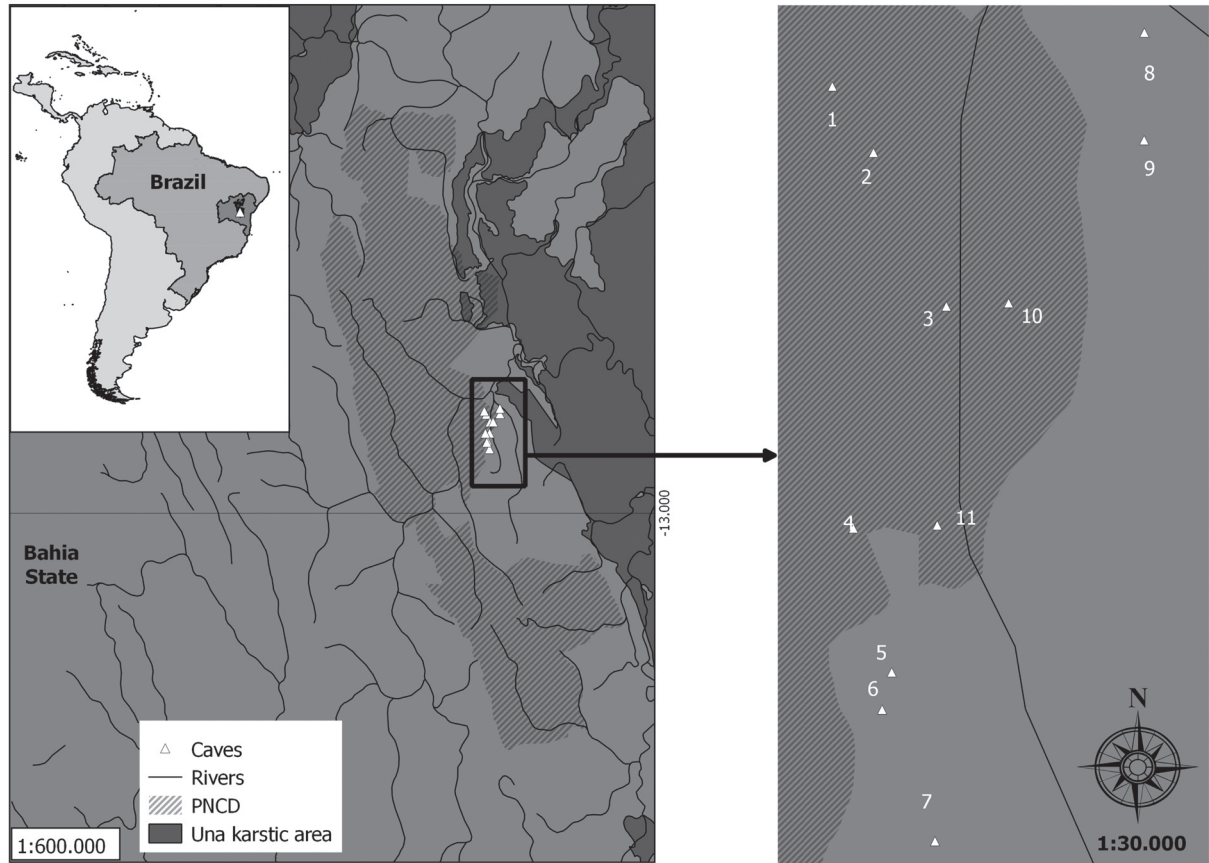 Brazil
Bahia
State
Caves
Rivers
PNCD
Una karstic area
1:600.000
-13.000
1
2
3
4
5
6
7
8
9
10
11
N
1:30.000